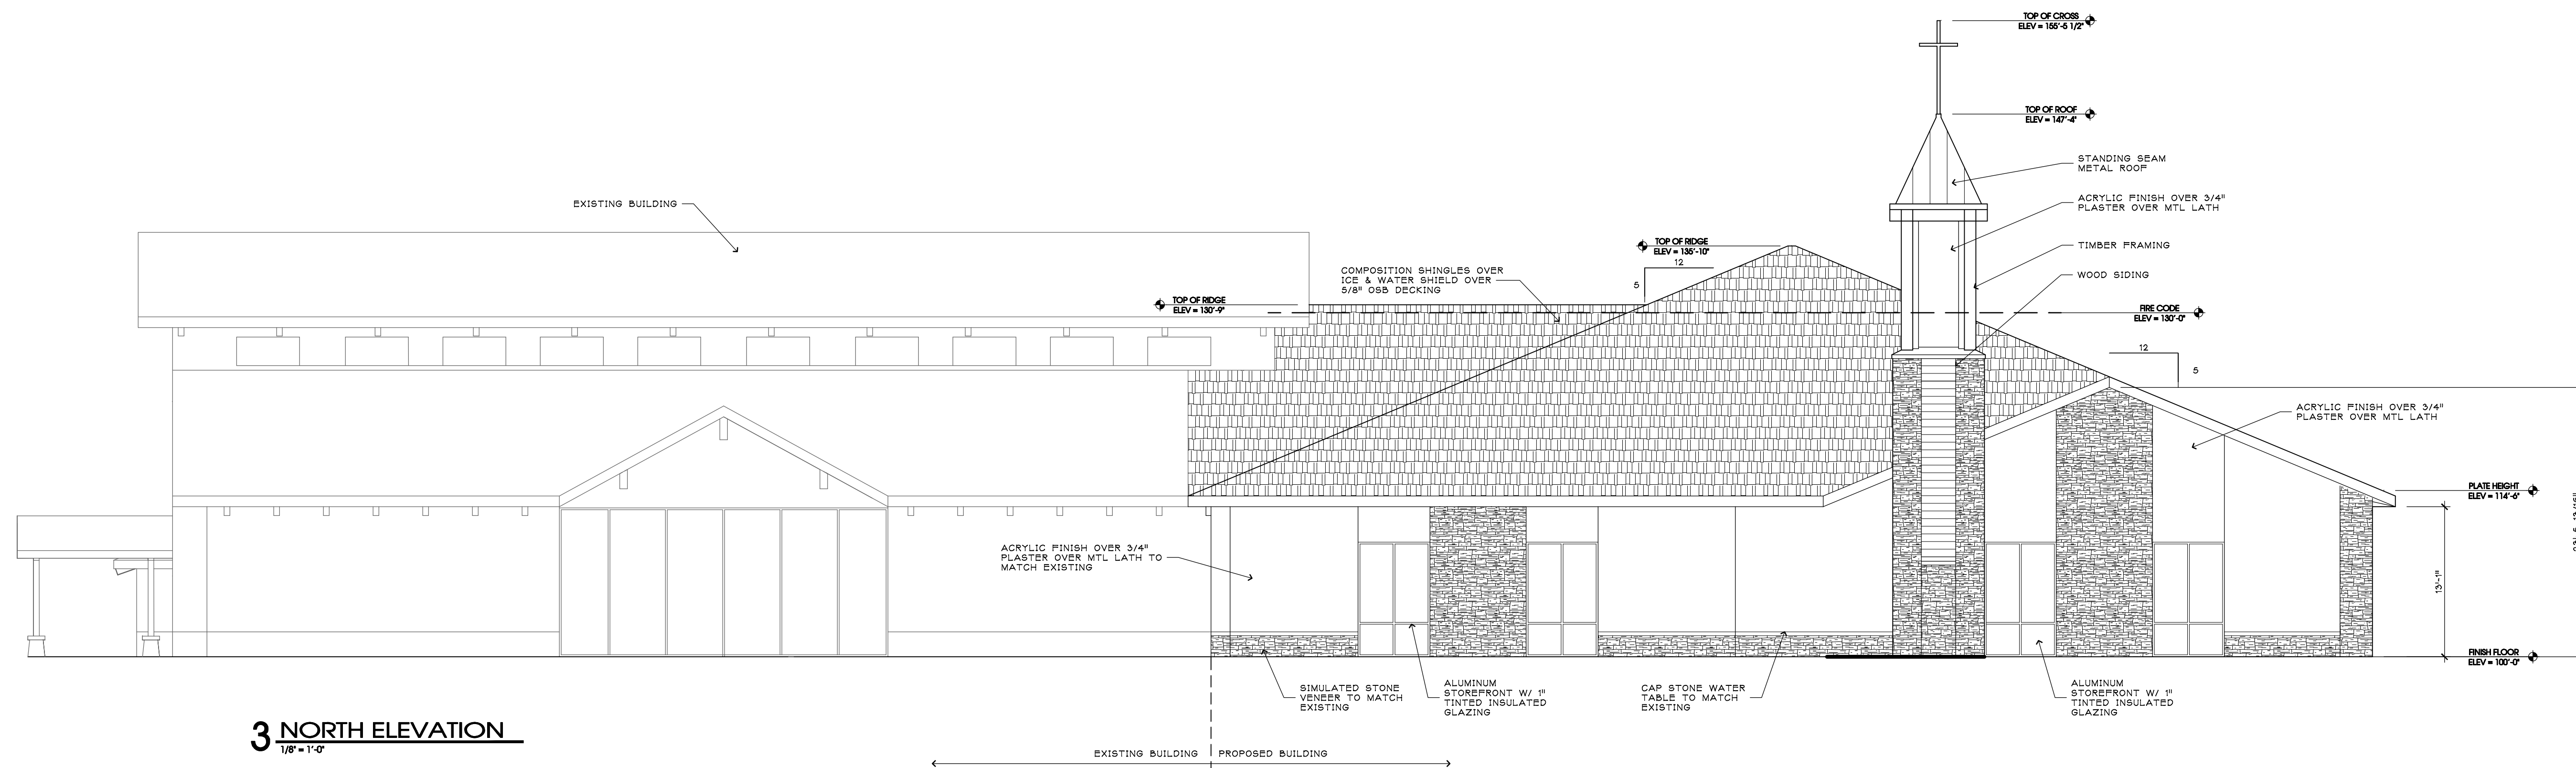 TOP OF CROSS
ELEV = 155'-5 1/2"
TOP OF ROOF
ELEV = 147'-4"
STANDING SEAM
METAL ROOF
ACRYLIC FINISH OVER 3/4"
PLASTER OVER MTL LATH
EXISTING BUILDING
TOP OF RIDGE
ELEV = 135'-10"
TIMBER FRAMING
12
5
COMPOSITION SHINGLES OVER
ICE & WATER SHIELD OVER
5/8" OSB DECKING
WOOD SIDING
TOP OF RIDGE
ELEV = 130'-9"
FIRE CODE
ELEV = 130'-0"
12
5
ACRYLIC FINISH OVER 3/4"
PLASTER OVER MTL LATH
PLATE HEIGHT
ELEV = 114'-6"
ACRYLIC FINISH OVER 3/4"
PLASTER OVER MTL LATH TO
MATCH EXISTING
13'-1"
FINISH FLOOR
ELEV = 100'-0"
SIMULATED STONE
VENEER TO MATCH
EXISTING
ALUMINUM
STOREFRONT W/ 1"
TINTED INSULATED
GLAZING
CAP STONE WATER
TABLE TO MATCH
EXISTING
ALUMINUM
STOREFRONT W/ 1"
TINTED INSULATED
GLAZING
3 NORTH ELEVATION
1/8" = 1'-0"
EXISTING BUILDING
PROPOSED BUILDING